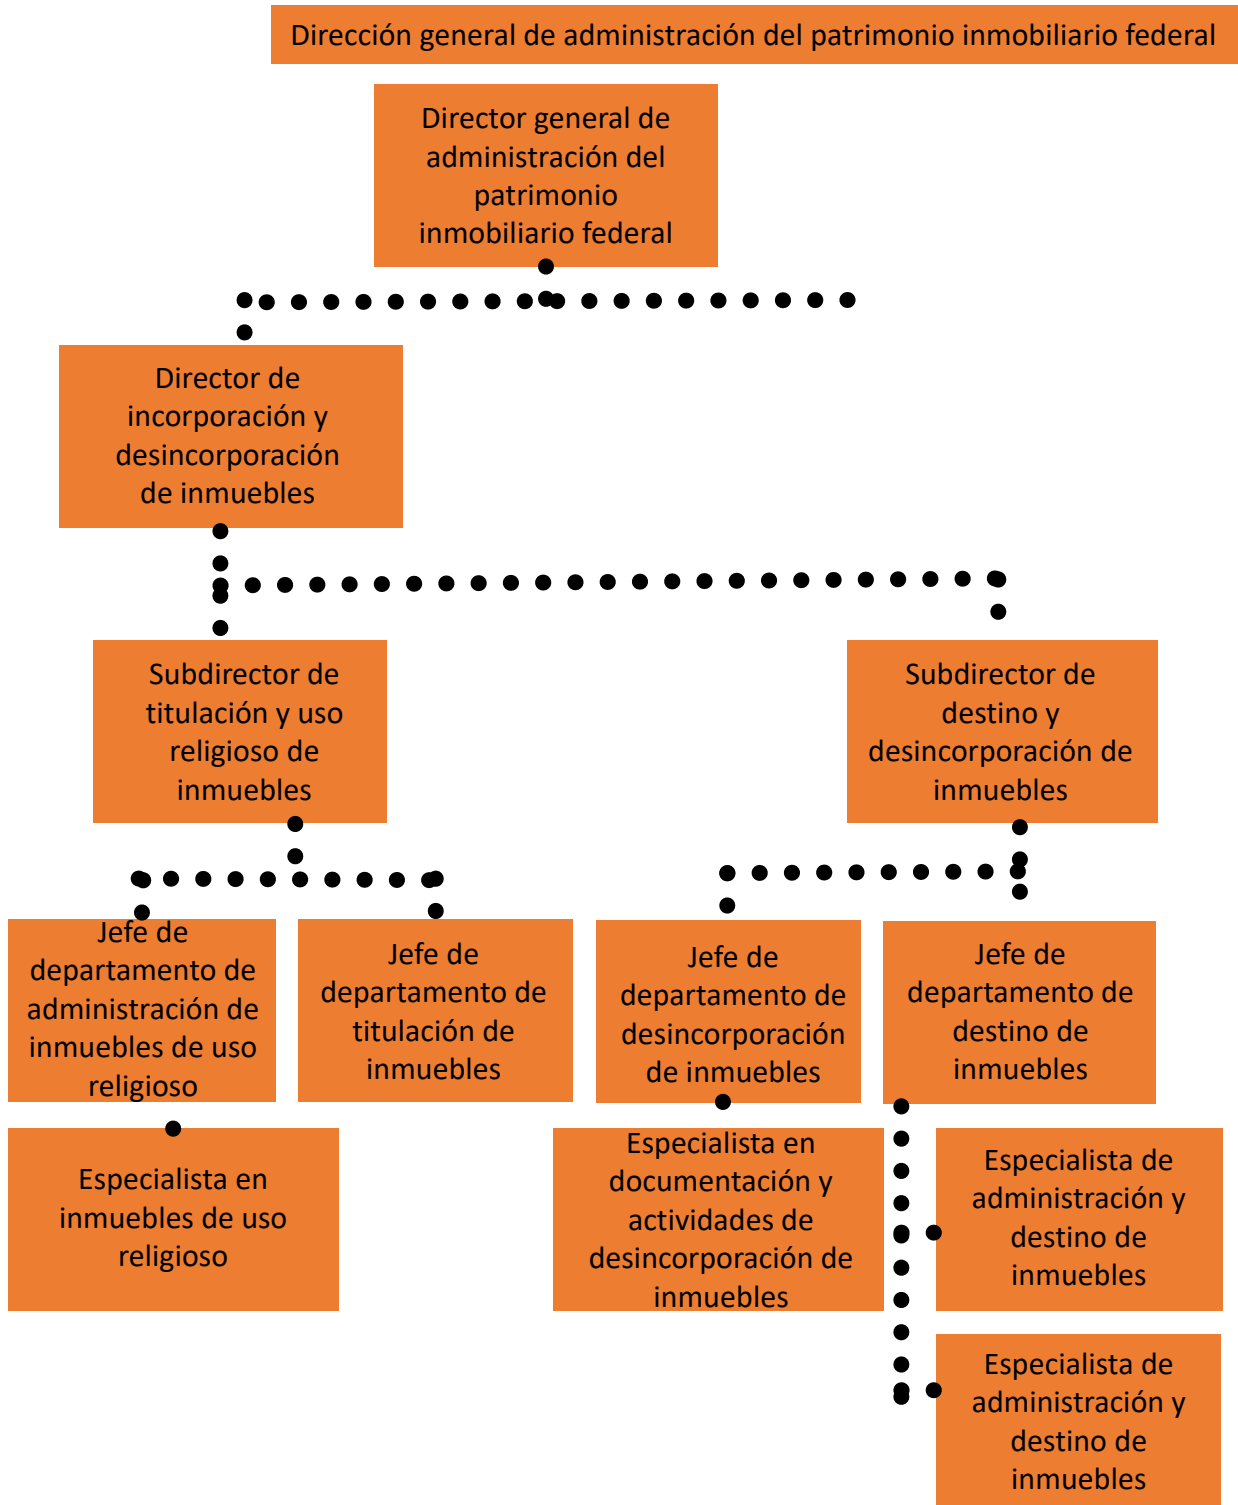 Dirección general de administración del patrimonio inmobiliario federal
Director general de
administración del
patrimonio
inmobiliario federal
Director de
incorporación y
desincorporación
de inmuebles
Subdirector de
titulación y uso
religioso de
inmuebles
Subdirector de
destino y
desincorporación de
inmuebles
Jefe de
departamento de
administración de
inmuebles de uso
religioso
Jefe de
departamento de
titulación de
inmuebles
Jefe de
departamento de
desincorporación
de inmuebles
Jefe de
departamento de
destino de
inmuebles
Especialista en
inmuebles de uso
religioso
Especialista en
documentación y
actividades de
desincorporación de
inmuebles
Especialista de
administración y
destino de
inmuebles
Especialista de
administración y
destino de
inmuebles